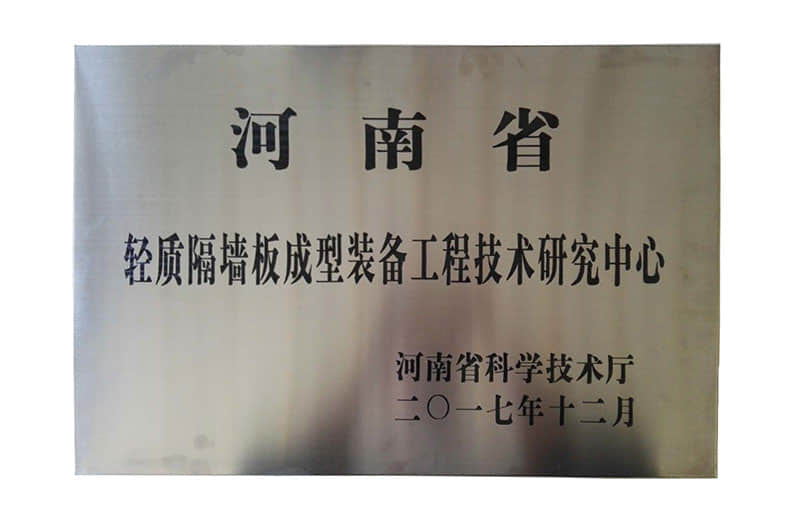 河南省
轻质隔墙板成型装备工程技术研究中心
河南省科学技术厅
二〇一七年十二月